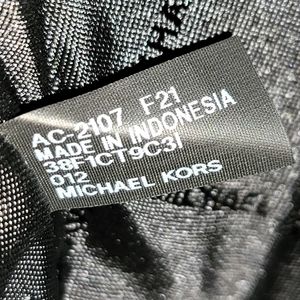 AC-2107 F21
MADE IN INDONESIA
38F1CT9C3I
012
MICHAEL KORS